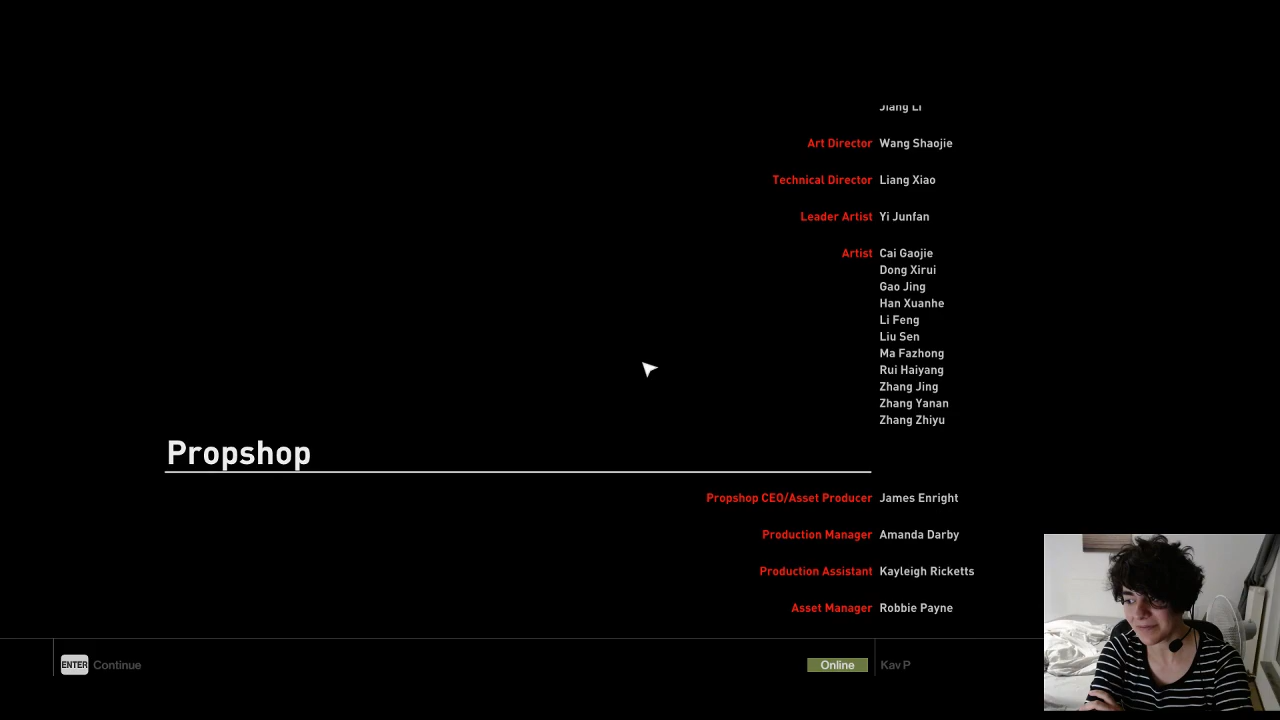 Jiang Li
Art Director Wang Shaojie
Technical Director Liang Xiao
Leader Artist Yi Junfan
Artist Cai Gaojie
Dong Xirui
Gao Jing
Han Xuanhe
Li Feng
Liu Sen
Ma Fazhong
Rui Haiyang
Zhang Jing
Zhang Yanan
Zhang Zhiyu
Propshop
Propshop CEO/Asset Producer James Enright
Production Manager Amanda Darby
Production Assistant Kayleigh Ricketts
Asset Manager Robbie Payne
ENTER Continue
Online Kav P